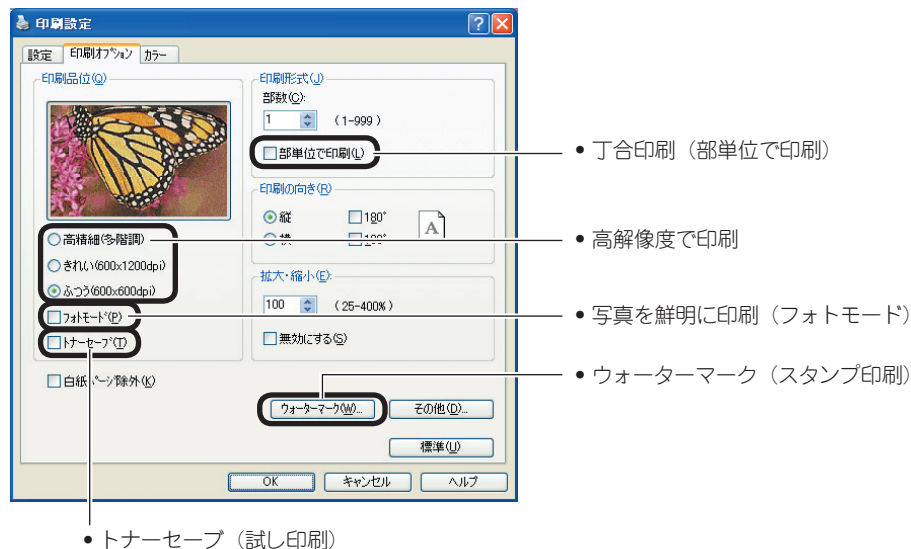 印刷設定
設定 印刷オプション カラー
印刷品位(Q)
高精細(多階調)
きれい(600x1200dpi)
ふつう(600x600dpi)
フォトモード(P)
トナーセーブ(T)
白紙ページ除外(K)
印刷形式(J)
部数(C):
1 (1-999)
部単位で印刷(L)
印刷の向き(R)
縦 180°
A
拡大・縮小(E):
100 (25-400%)
無効にする(S)
ウォーターマーク(W)... その他(D)...
標準(U)
OK キャンセル ヘルプ
• 丁合印刷（部単位で印刷）
• 高解像度で印刷
• 写真を鮮明に印刷（フォトモード）
• ウォーターマーク（スタンプ印刷）
• トナーセーブ（試し印刷）